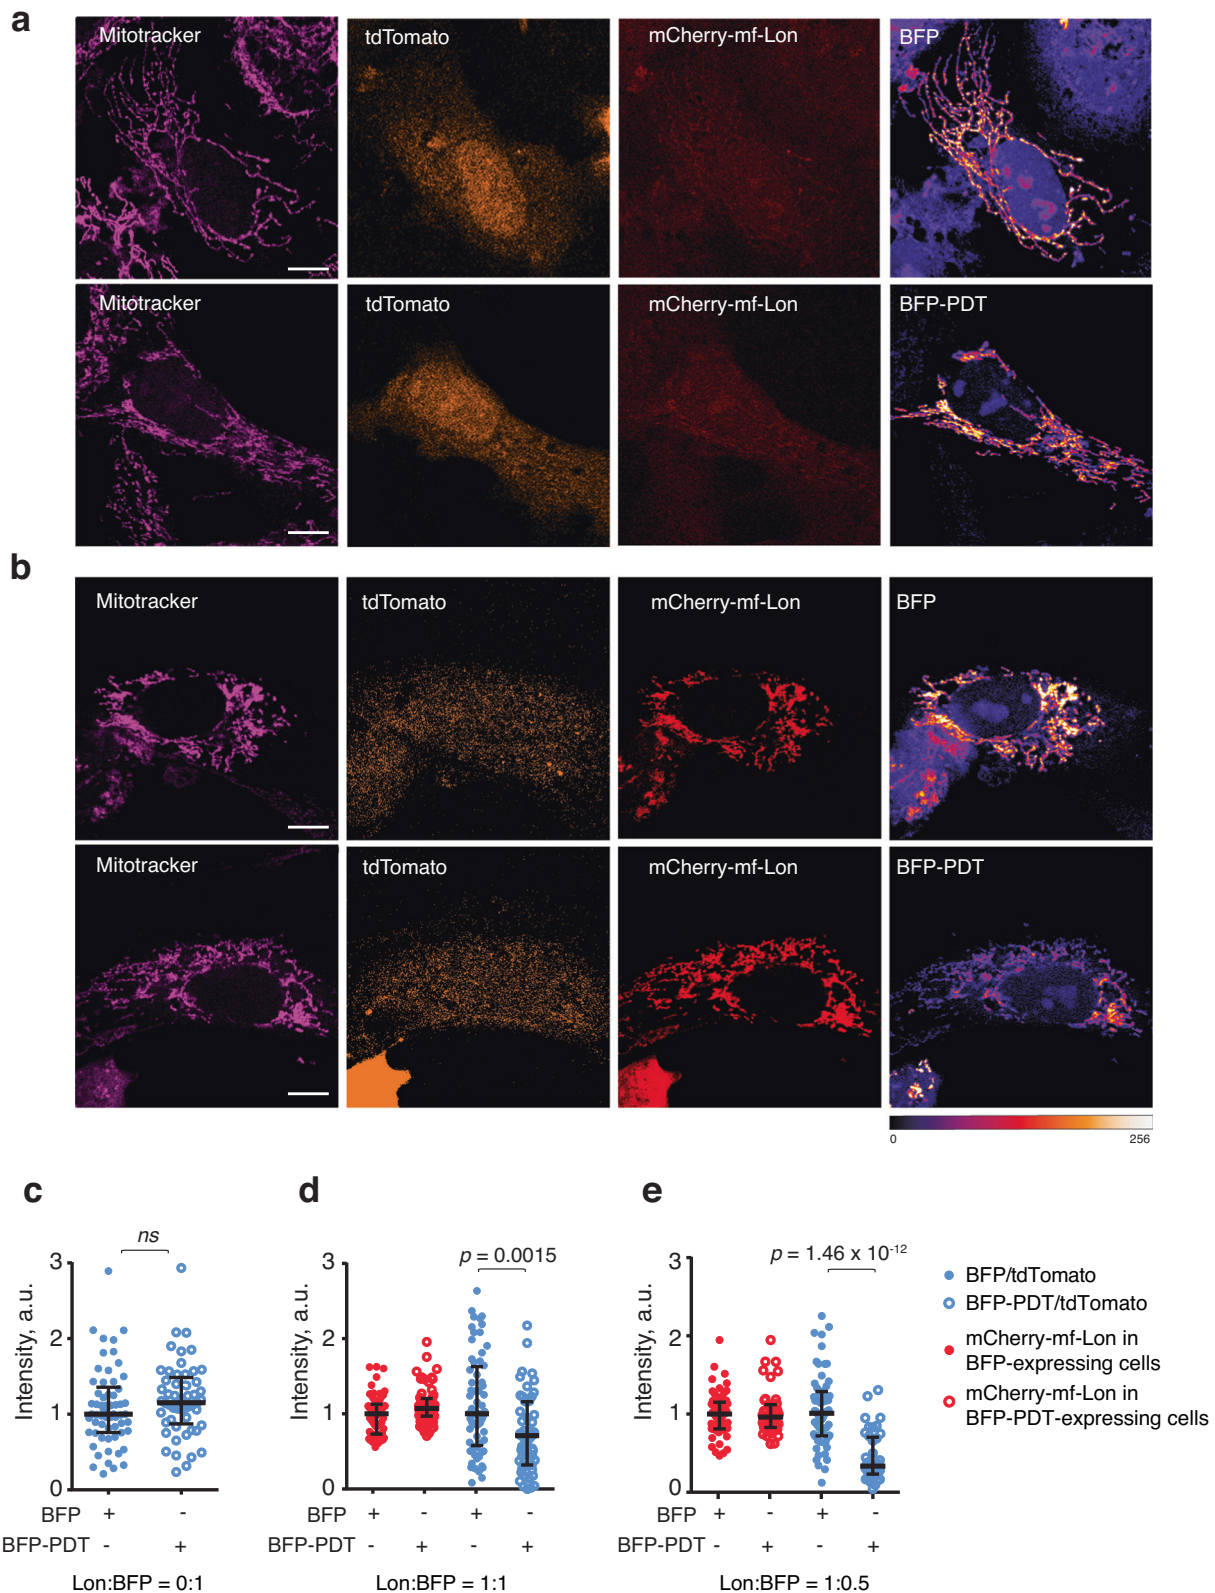 a
Mitotracker
tdTomato
mCherry-mf-Lon
BFP
Mitotracker
tdTomato
mCherry-mf-Lon
BFP-PDT
b
Mitotracker
tdTomato
mCherry-mf-Lon
BFP
Mitotracker
tdTomato
mCherry-mf-Lon
BFP-PDT
0 256
c
ns
Intensity, a.u.
3
2
1
0
BFP + -
BFP-PDT - +
Lon:BFP = 0:1
d
p = 0.0015
Intensity, a.u.
3
2
1
0
BFP + - + -
BFP-PDT - + - +
Lon:BFP = 1:1
e
p = 1.46 x 10-12
Intensity, a.u.
3
2
1
0
BFP + - + -
BFP-PDT - + - +
Lon:BFP = 1:0.5
BFP/tdTomato
BFP-PDT/tdTomato
mCherry-mf-Lon in
BFP-expressing cells
mCherry-mf-Lon in
BFP-PDT-expressing cells